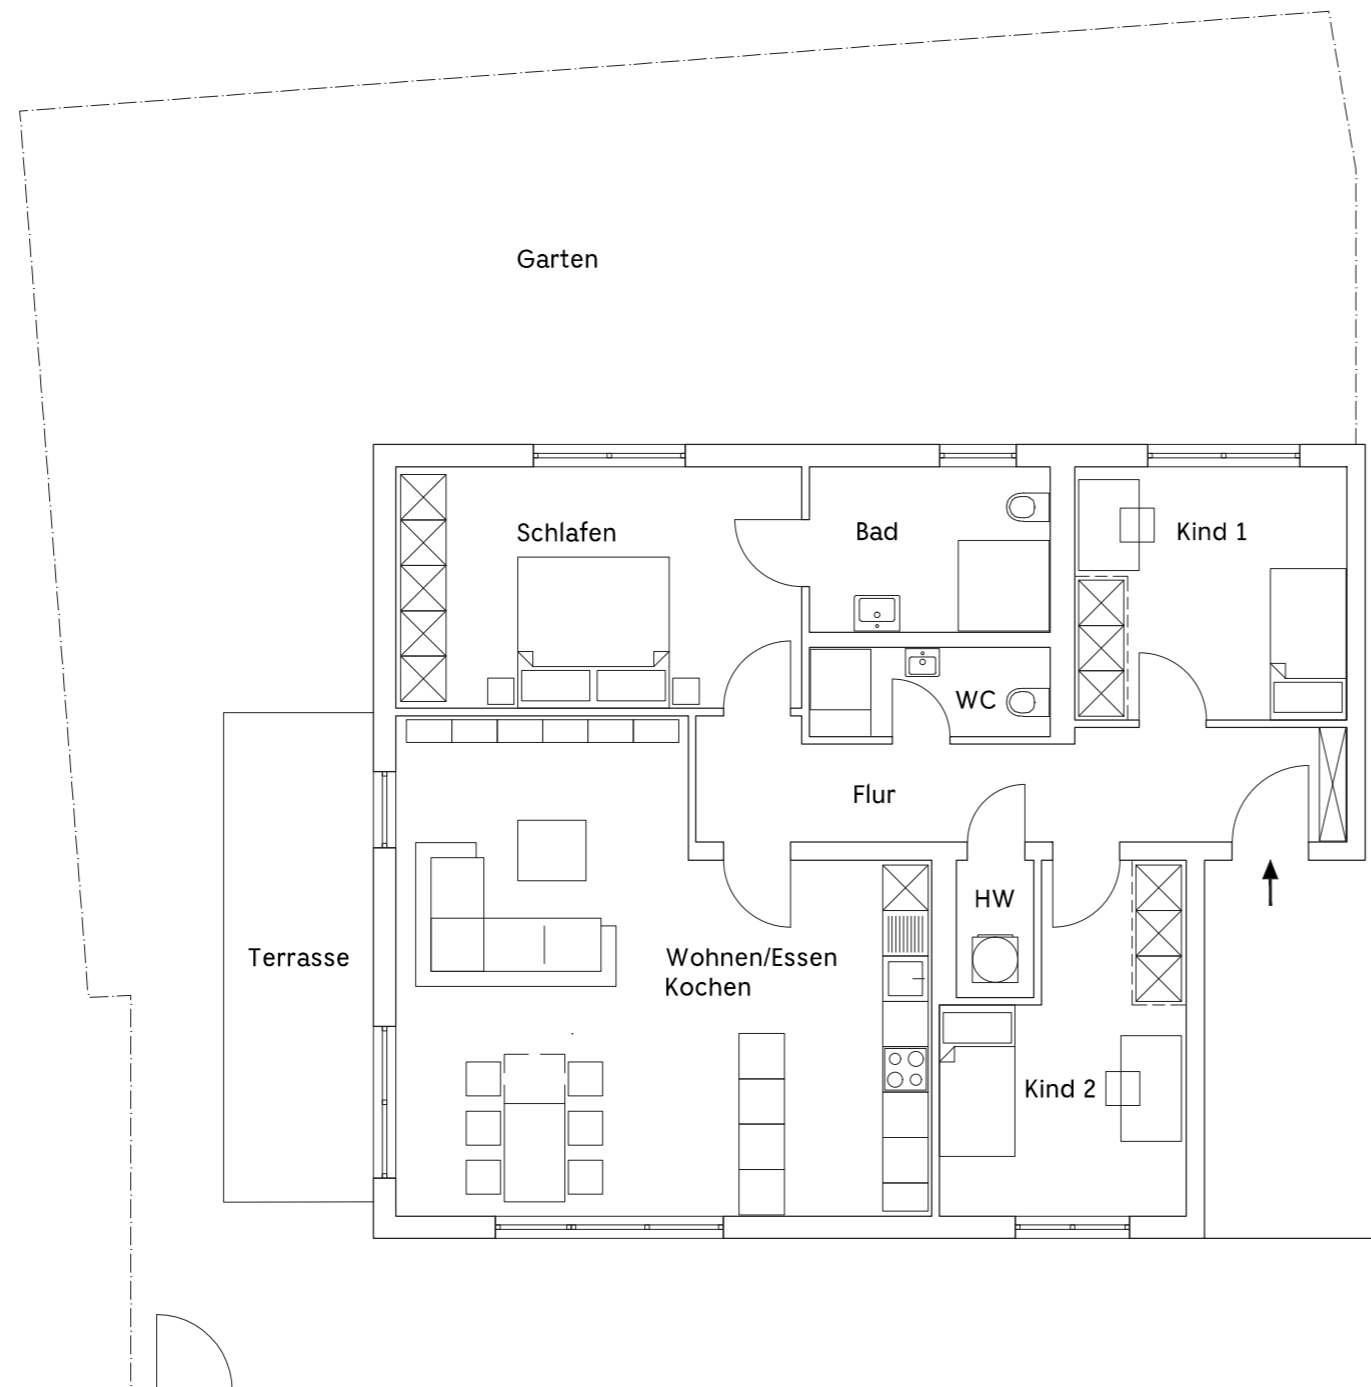 Garten
Schlafen
Bad
Kind 1
WC
Flur
HW
Terrasse
Wohnen/Essen
Kochen
Kind 2